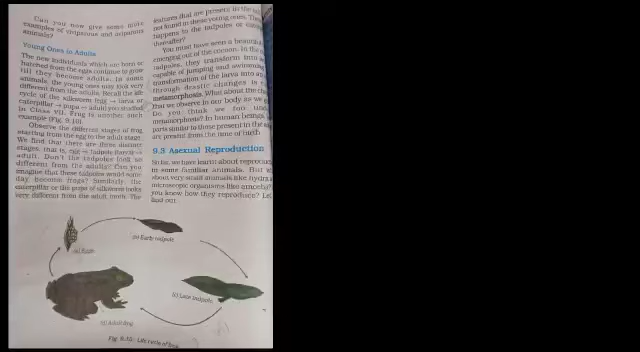 Can you now give some more
examples of viviparous and oviparous
animals?
Young Ones to Adults
The new individuals which are born or
hatched from the eggs continue to grow
till they become adults. In some
animals, the young ones may look very
different from the adults. Recall the life
cycle of the silkworm (egg → larva or
caterpillar → pupa → adult) you studied
in Class VII. Frog is another such
example (Fig. 9.10).
Observe the different stages of frog
starting from the egg to the adult stage.
We find that there are three distinct
stages, that is, egg → tadpole (larva) →
adult. Don't the tadpoles look so
different from the adults? Can you
imagine that these tadpoles would some
day become frogs? Similarly, the
caterpillar or the pupa of silkworm looks
very different from the adult moth. The
features that are present in the
not found in these young ones. The
happens to the tadpoles or
thereafter?
You must have seen a beautiful
emerging out of the cocoon. In the
tadpoles, they transform into
capable of jumping and swimming
transformation of the larva into an
through drastic changes is
metamorphosis. What about the
that we observe in our body as we
Do you think we too
metamorphosis? In human beings,
parts similar to those present in the
are present from the time of birth
9.3 Asexual Reproduction
So far, we have learnt about
in some familiar animals. But
about very small animals like hydra
microscopic organisms like amoeba?
you know how they reproduce? Let
find out.
(a) Eggs
(b) Early tadpole
(c) Late tadpole
(d) Adult frog
Fig. 9.10 : Life cycle of frog